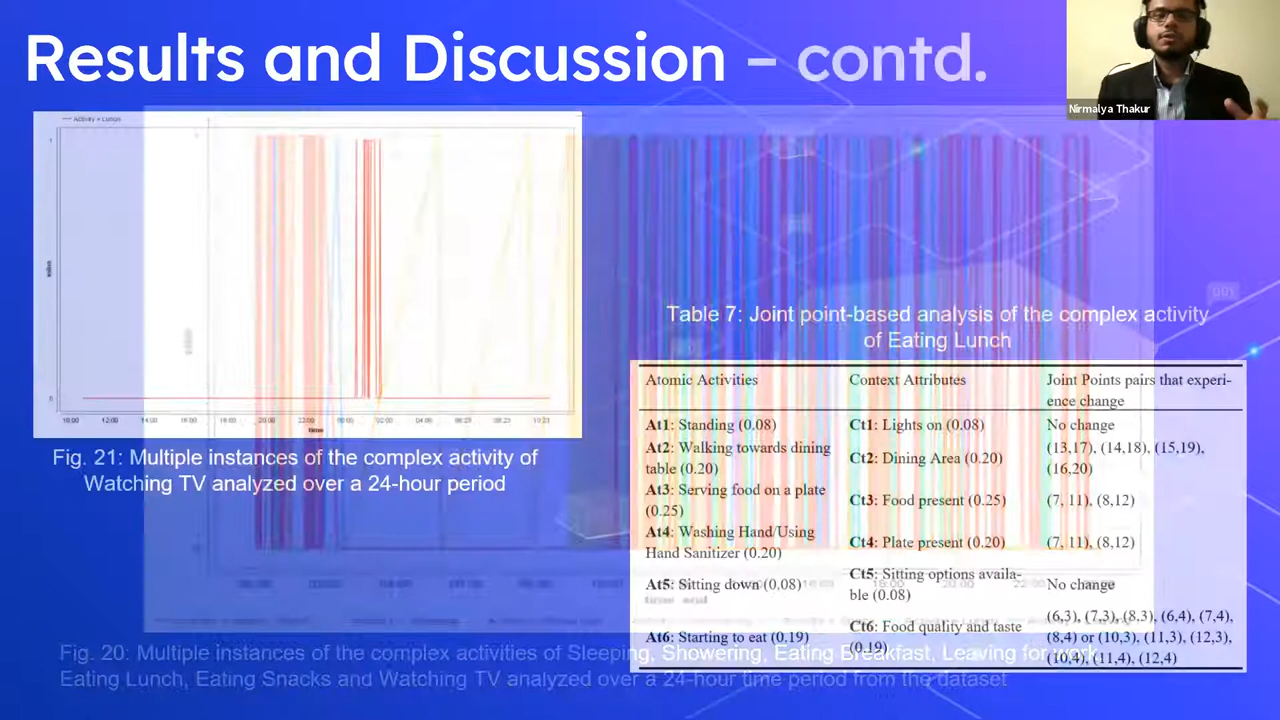 Results and Discussion – contd.
Nirmalya Thakur
Table 7: Joint point-based analysis of the complex activity
of Eating Lunch
Atomic Activities Context Attributes Joint Points pairs that experi-
ence change
At1: Standing (0.08) Ct1: Lights on (0.08) No change
At2: Walking towards dining
table (0.20) Ct2: Dining Area (0.20) (13,17), (14,18), (15,19),
(16,20)
At3: Serving food on a plate
(0.25) Ct3: Food present (0.25) (7, 11), (8,12)
At4: Washing Hand/Using
Hand Sanitizer (0.20) Ct4: Plate present (0.20) (7, 11), (8,12)
At5: Sitting down (0.08) Ct5: Sitting options availa-
ble (0.08) No change
At6: Starting to eat (0.19) Ct6: Food quality and taste
(0.19) (6,3), (7,3), (8,3), (6,4), (7,4),
(8,4) or (10,3), (11,3), (12,3),
(10,4), (11,4), (12,4)
time
Fig. 21: Multiple instances of the complex activity of
Watching TV analyzed over a 24-hour period
Fig. 20: Multiple instances of the complex activities of Sleeping, Showering, Eating Breakfast, Leaving for work
Eating Lunch, Eating Snacks and Watching TV analyzed over a 24-hour time period from the dataset